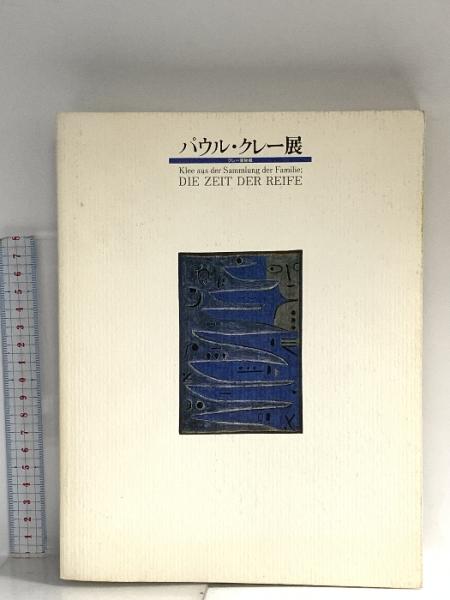 パウル・クレー展
Klee aus der Sammlung der Familie;
DIE ZEIT DER REIFE